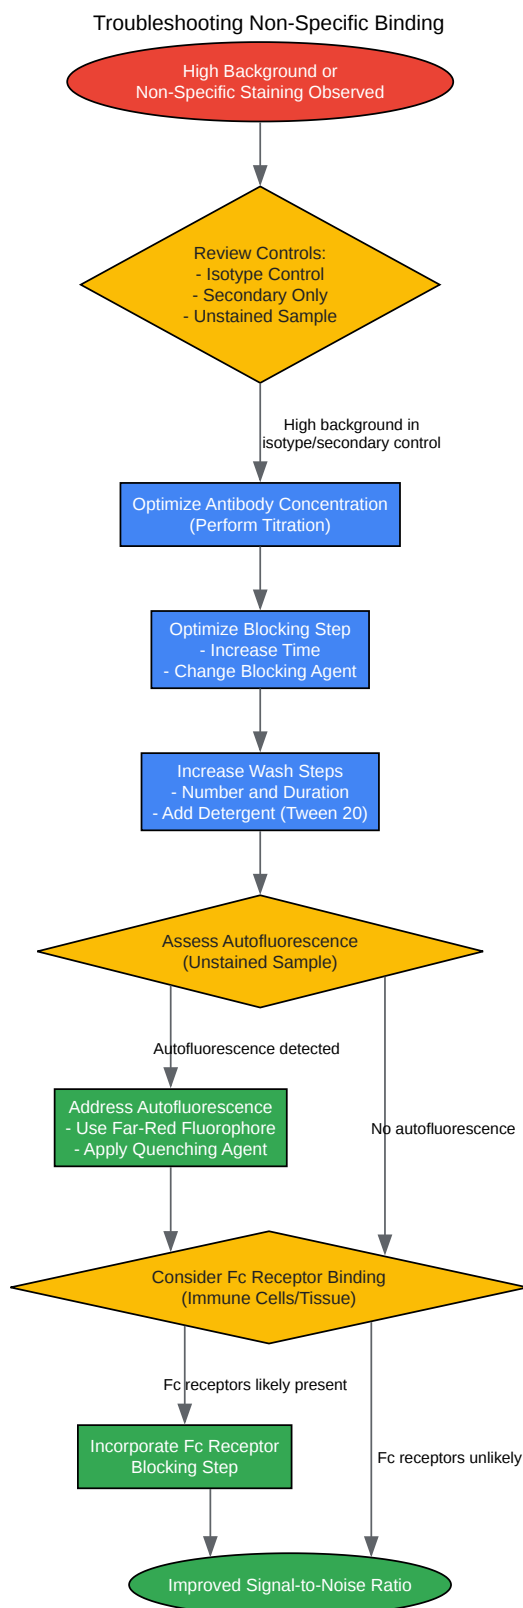 Troubleshooting Non-Specific Binding
High Background or
Non-Specific Staining Observed
Review Controls:
- Isotype Control
- Secondary Only
- Unstained Sample
High background in
isotype/secondary control
Optimize Antibody Concentration
(Perform Titration)
Optimize Blocking Step
- Increase Time
- Change Blocking Agent
Increase Wash Steps
- Number and Duration
- Add Detergent (Tween 20)
Assess Autofluorescence
(Unstained Sample)
Autofluorescence detected
Address Autofluorescence
- Use Far-Red Fluorophore
- Apply Quenching Agent
No autofluorescence
Consider Fc Receptor Binding
(Immune Cells/Tissue)
Fc receptors likely present
Incorporate Fc Receptor
Blocking Step
Fc receptors unlikely
Improved Signal-to-Noise Ratio